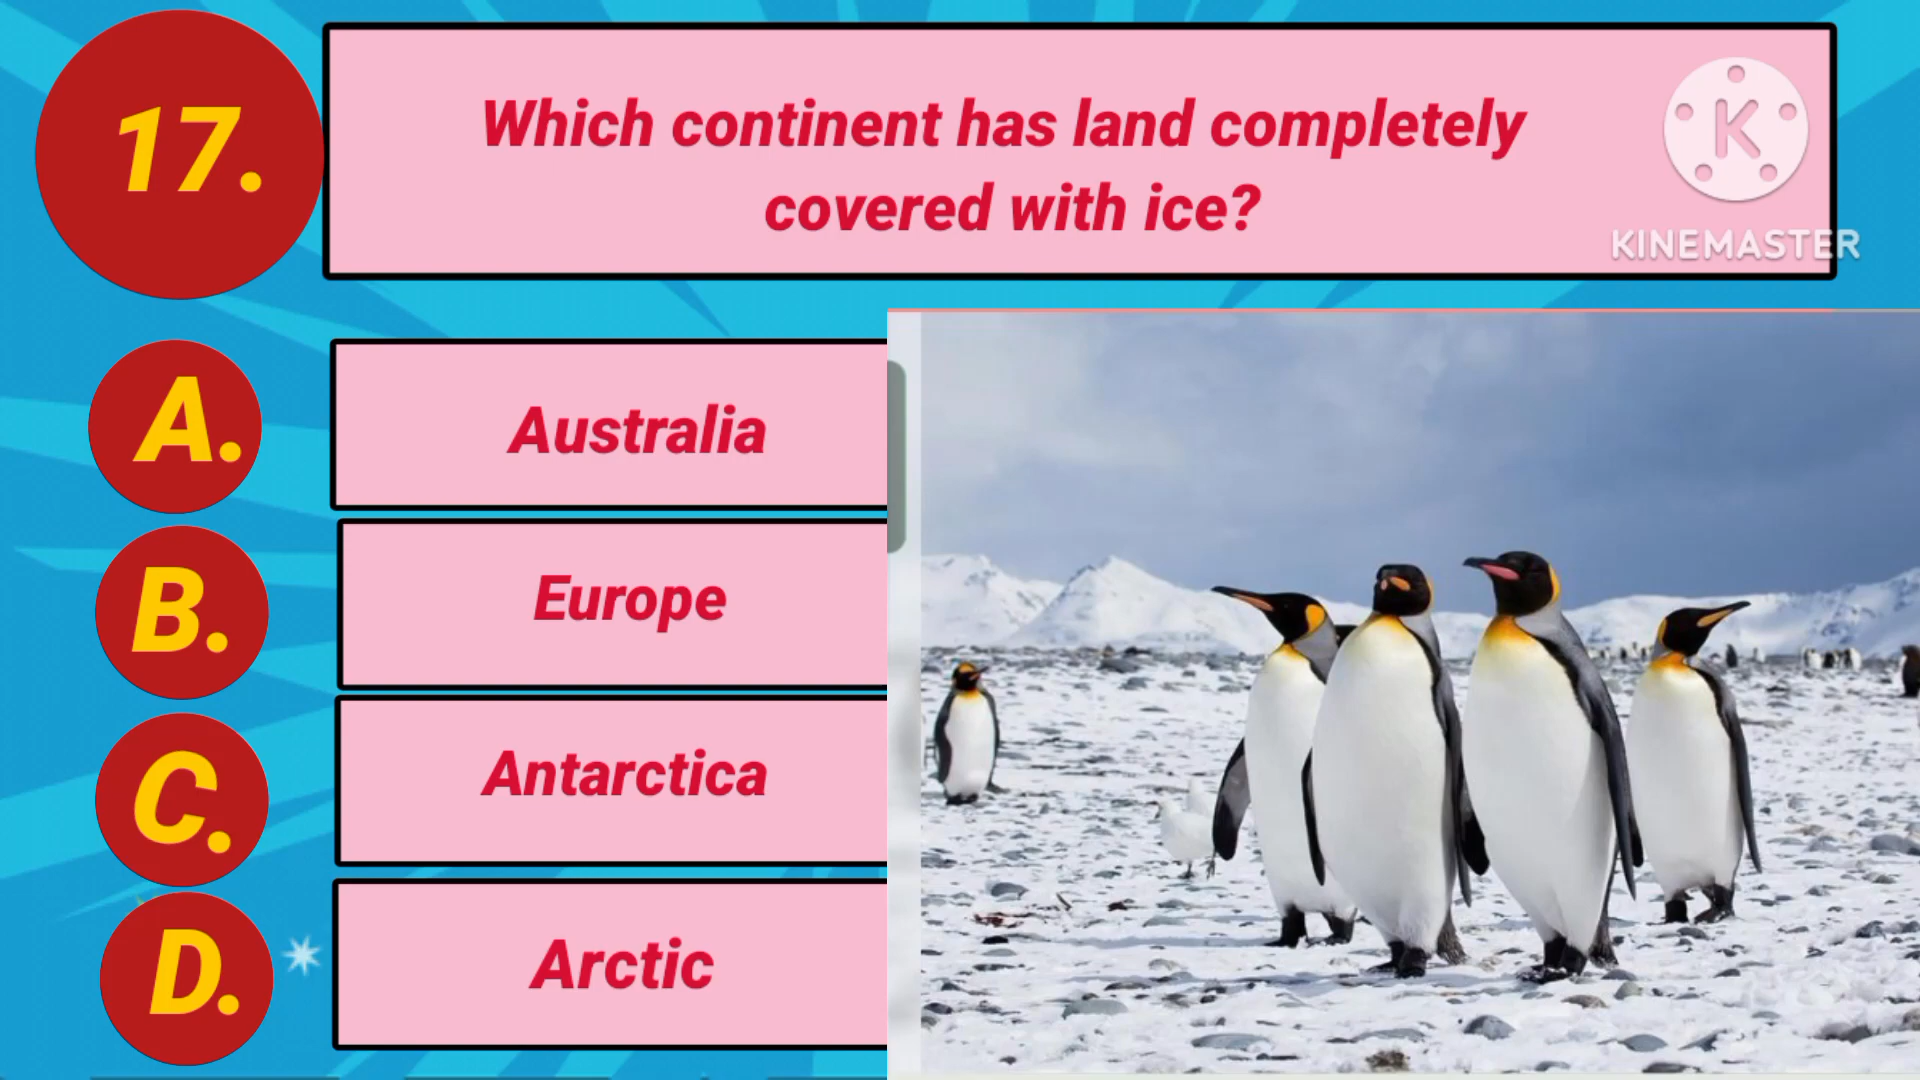 17.
Which continent has land completely
covered with ice?
K
KINEMASTER
A.
Australia
B.
Europe
C.
Antarctica
D.
Arctic